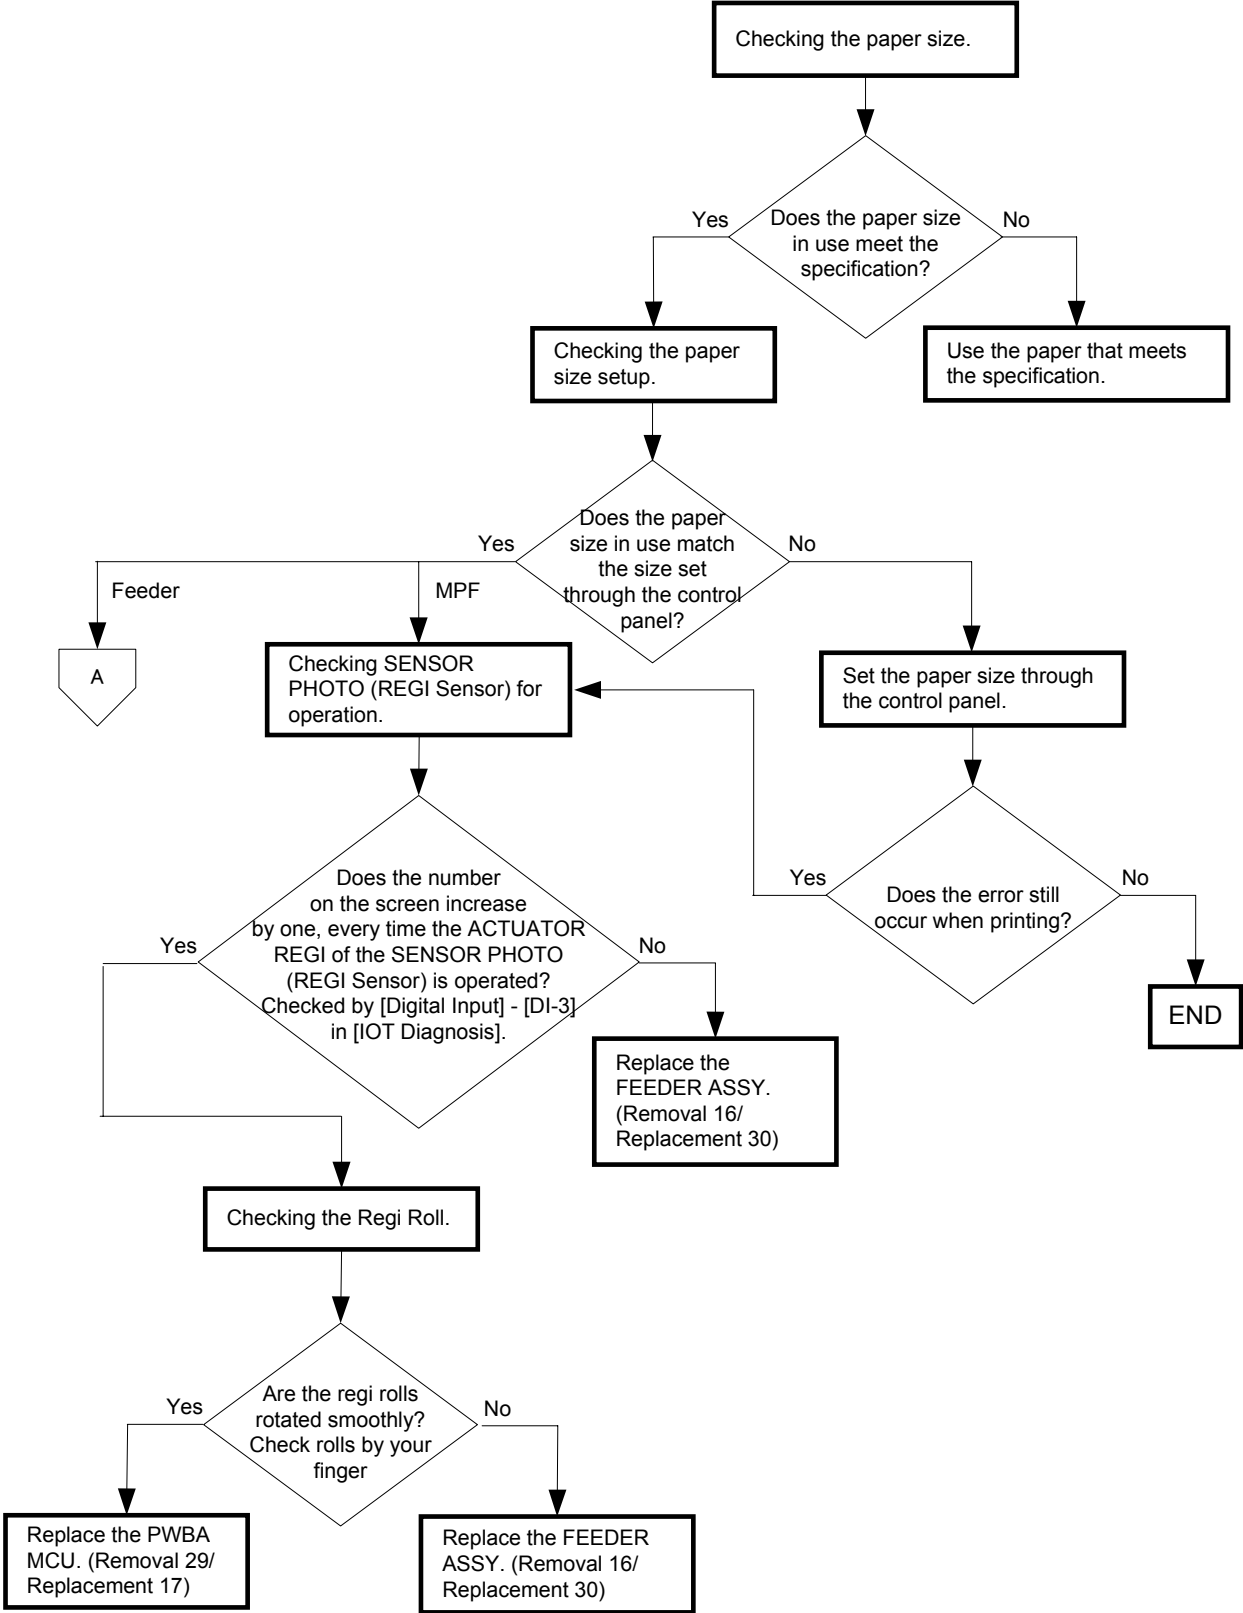 Checking the paper size.
Yes
Does the paper size
in use meet the
specification?
No
Checking the paper
size setup.
Use the paper that meets
the specification.
Yes
Does the paper
size in use match
the size set
through the control
panel?
No
Feeder
MPF
A
Checking SENSOR
PHOTO (REGI Sensor) for
operation.
Set the paper size through
the control panel.
Yes
Does the number
on the screen increase
by one, every time the ACTUATOR
REGI of the SENSOR PHOTO
(REGI Sensor) is operated?
Checked by [Digital Input] - [DI-3]
in [IOT Diagnosis].
No
Yes
Does the error still
occur when printing?
No
END
Replace the
FEEDER ASSY.
(Removal 16/
Replacement 30)
Checking the Regi Roll.
Yes
Are the regi rolls
rotated smoothly?
Check rolls by your
finger
No
Replace the PWBA
MCU. (Removal 29/
Replacement 17)
Replace the FEEDER
ASSY. (Removal 16/
Replacement 30)